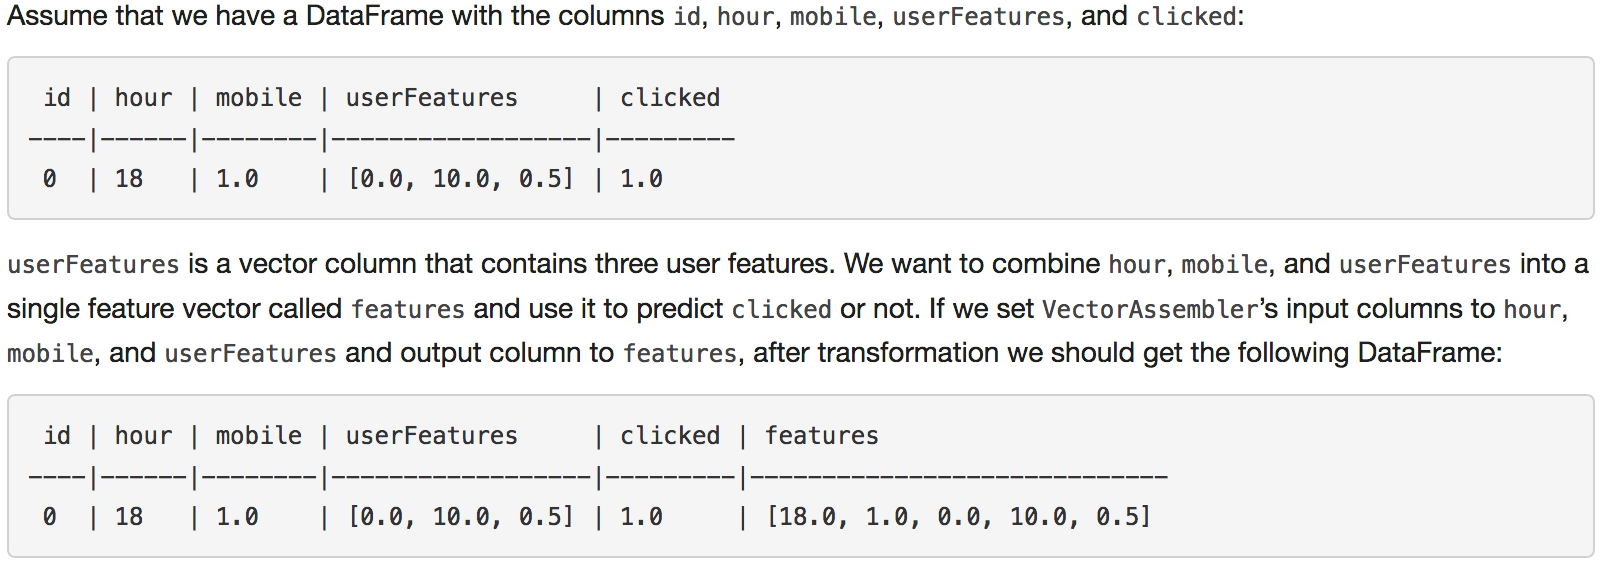 Assume that we have a DataFrame with the columns id, hour, mobile, userFeatures, and clicked:
id | hour | mobile | userFeatures | clicked
----|------|--------|------------------|---------
0 | 18 | 1.0 | [0.0, 10.0, 0.5] | 1.0
userFeatures is a vector column that contains three user features. We want to combine hour, mobile, and userFeatures into a
single feature vector called features and use it to predict clicked or not. If we set VectorAssembler’s input columns to hour,
mobile, and userFeatures and output column to features, after transformation we should get the following DataFrame:
id | hour | mobile | userFeatures | clicked | features
----|------|--------|------------------|---------|-----------------------------
0 | 18 | 1.0 | [0.0, 10.0, 0.5] | 1.0 | [18.0, 1.0, 0.0, 10.0, 0.5]